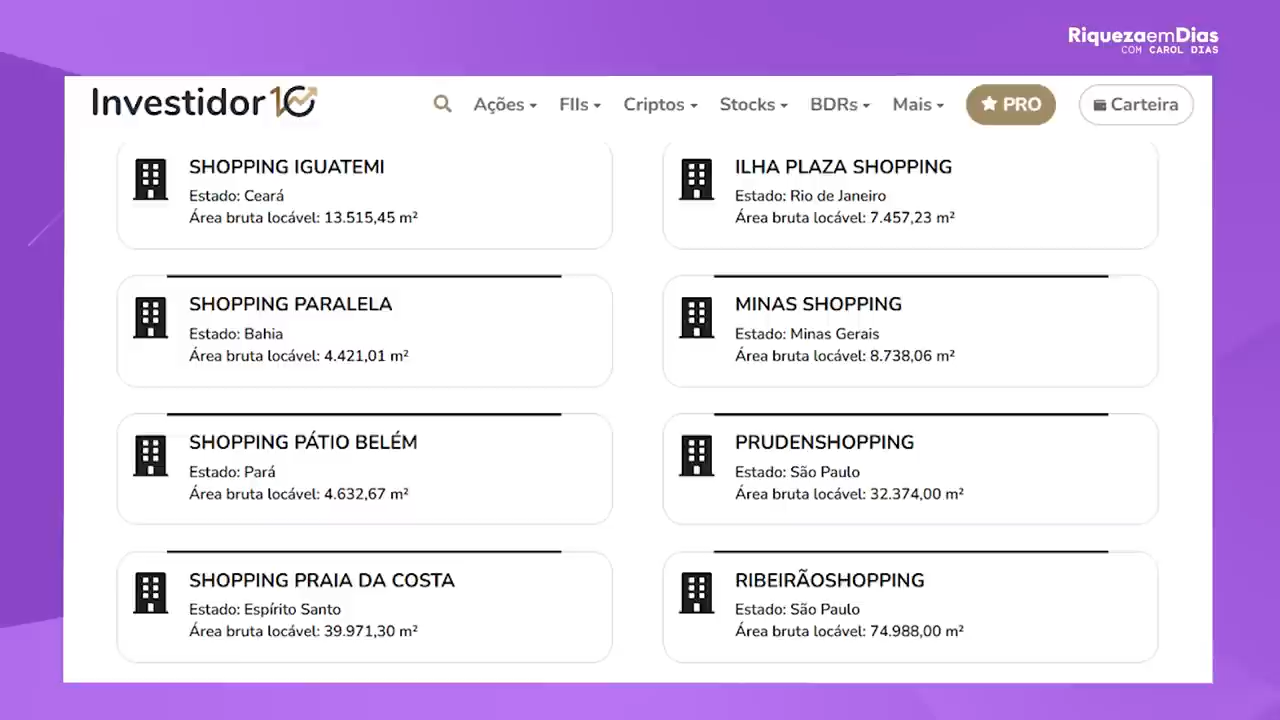 RiquezaemDias
COM CAROL DIAS
Investidor 10
Ações
FIIs
Criptos
Stocks
BDRs
Mais
PRO
Carteira
SHOPPING IGUATEMI
Estado: Ceará
Área bruta locável: 13.515,45 m²
ILHA PLAZA SHOPPING
Estado: Rio de Janeiro
Área bruta locável: 7.457,23 m²
SHOPPING PARALELA
Estado: Bahia
Área bruta locável: 4.421,01 m²
MINAS SHOPPING
Estado: Minas Gerais
Área bruta locável: 8.738,06 m²
SHOPPING PÁTIO BELÉM
Estado: Pará
Área bruta locável: 4.632,67 m²
PRUDENSHOPPING
Estado: São Paulo
Área bruta locável: 32.374,00 m²
SHOPPING PRAIA DA COSTA
Estado: Espírito Santo
Área bruta locável: 39.971,30 m²
RIBEIRÃOSHOPPING
Estado: São Paulo
Área bruta locável: 74.988,00 m²